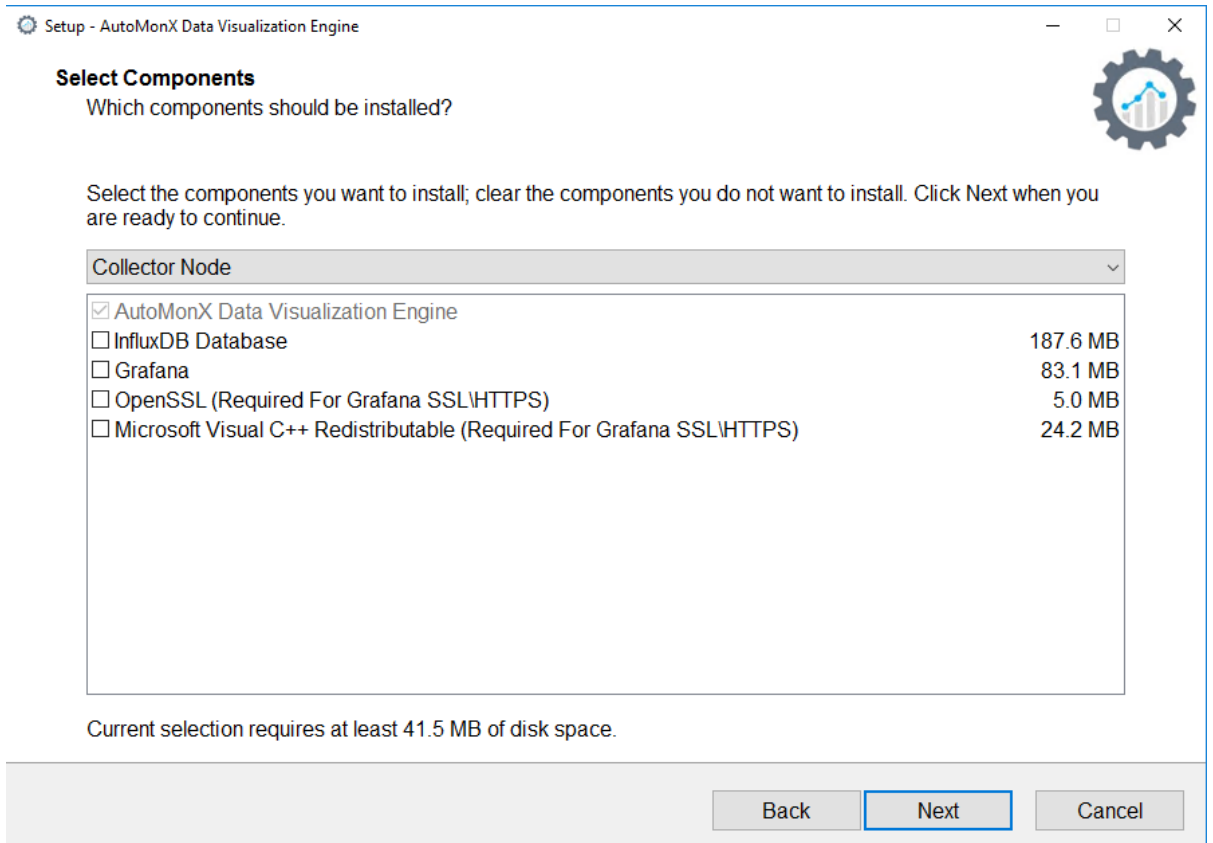 Setup - AutoMonX Data Visualization Engine
Select Components
Which components should be installed?
Select the components you want to install; clear the components you do not want to install. Click Next when you
are ready to continue.
Collector Node
AutoMonX Data Visualization Engine
InfluxDB Database 187.6 MB
Grafana 83.1 MB
OpenSSL (Required For Grafana SSL\HTTPS) 5.0 MB
Microsoft Visual C++ Redistributable (Required For Grafana SSL\HTTPS) 24.2 MB
Current selection requires at least 41.5 MB of disk space.
Back Next Cancel